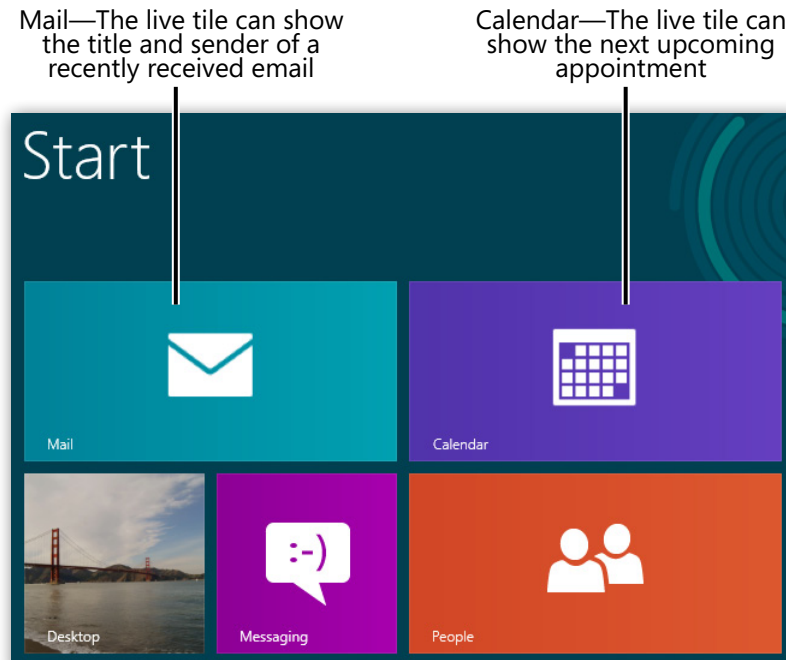 Mail—The live tile can show
the title and sender of a
recently received email
Calendar—The live tile can
show the next upcoming
appointment
Start
Mail
Calendar
Desktop
Messaging
:-)
People